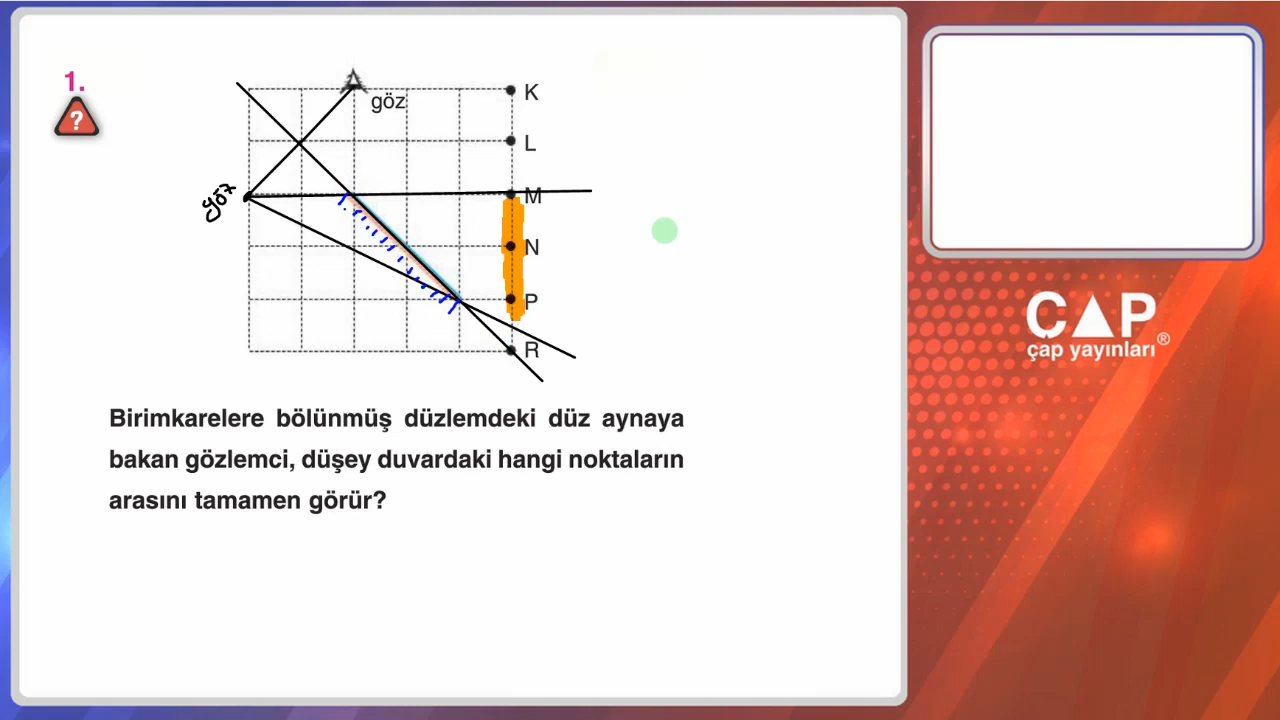 1.
?
göz
K
L
M
göz
N
P
R
Birimkarelere bölünmüş düzlemdeki düz aynaya
bakan gözlemci, düşey duvardaki hangi noktaların
arasını tamamen görür?
ÇAP®
çap yayınları